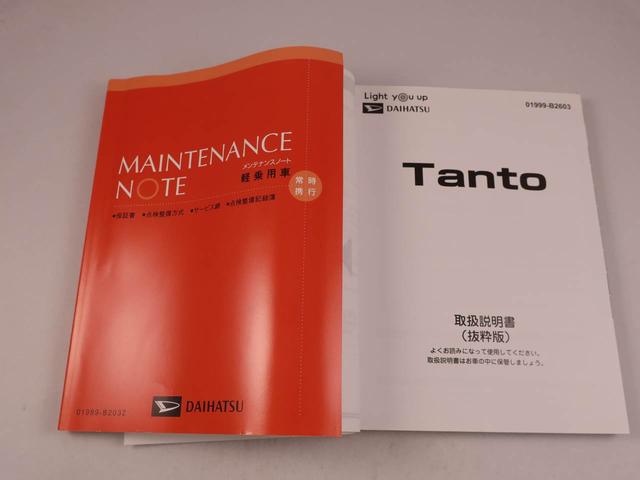 MAINTENANCE
NOTE
メンテナンスノート
軽乗用車
常時
携行
●保証書 ●点検整備方式 ●サービス網 ●点検整備記録簿
01989-B2032
DAIHATSU
Light you up
DAIHATSU
01999-B2603
Tanto
取扱説明書
(抜粋版)
よくお読みになって使用してください。
取扱説明書はお車の中に保管しましょう。